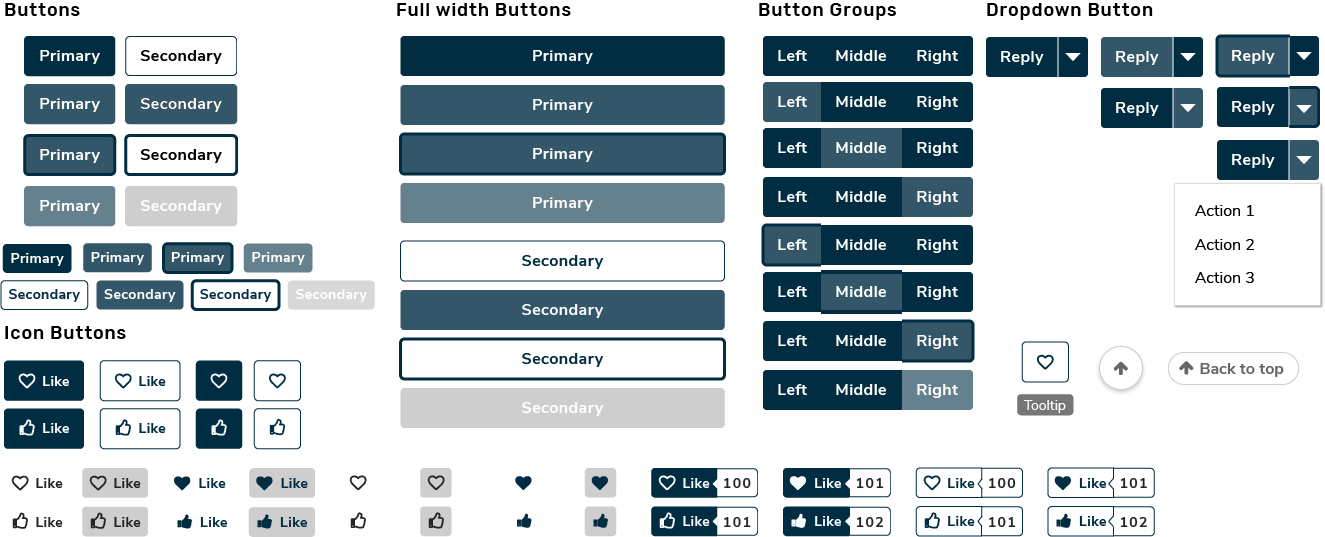 Buttons
Primary Secondary
Primary Secondary
Primary Secondary
Primary Secondary
Primary Primary Primary Primary
Secondary Secondary Secondary Secondary
Icon Buttons
Like Like
Like Like
Full width Buttons
Primary
Primary
Primary
Primary
Secondary
Secondary
Secondary
Secondary
Button Groups
Left Middle Right
Left Middle Right
Left Middle Right
Left Middle Right
Left Middle Right
Left Middle Right
Left Middle Right
Left Middle Right
Dropdown Button
Reply Reply Reply
Reply Reply
Reply
Action 1
Action 2
Action 3
Back to top
Tooltip
Like Like Like Like Like 100 Like 101 Like 100 Like 101
Like Like Like Like Like 101 Like 102 Like 101 Like 102